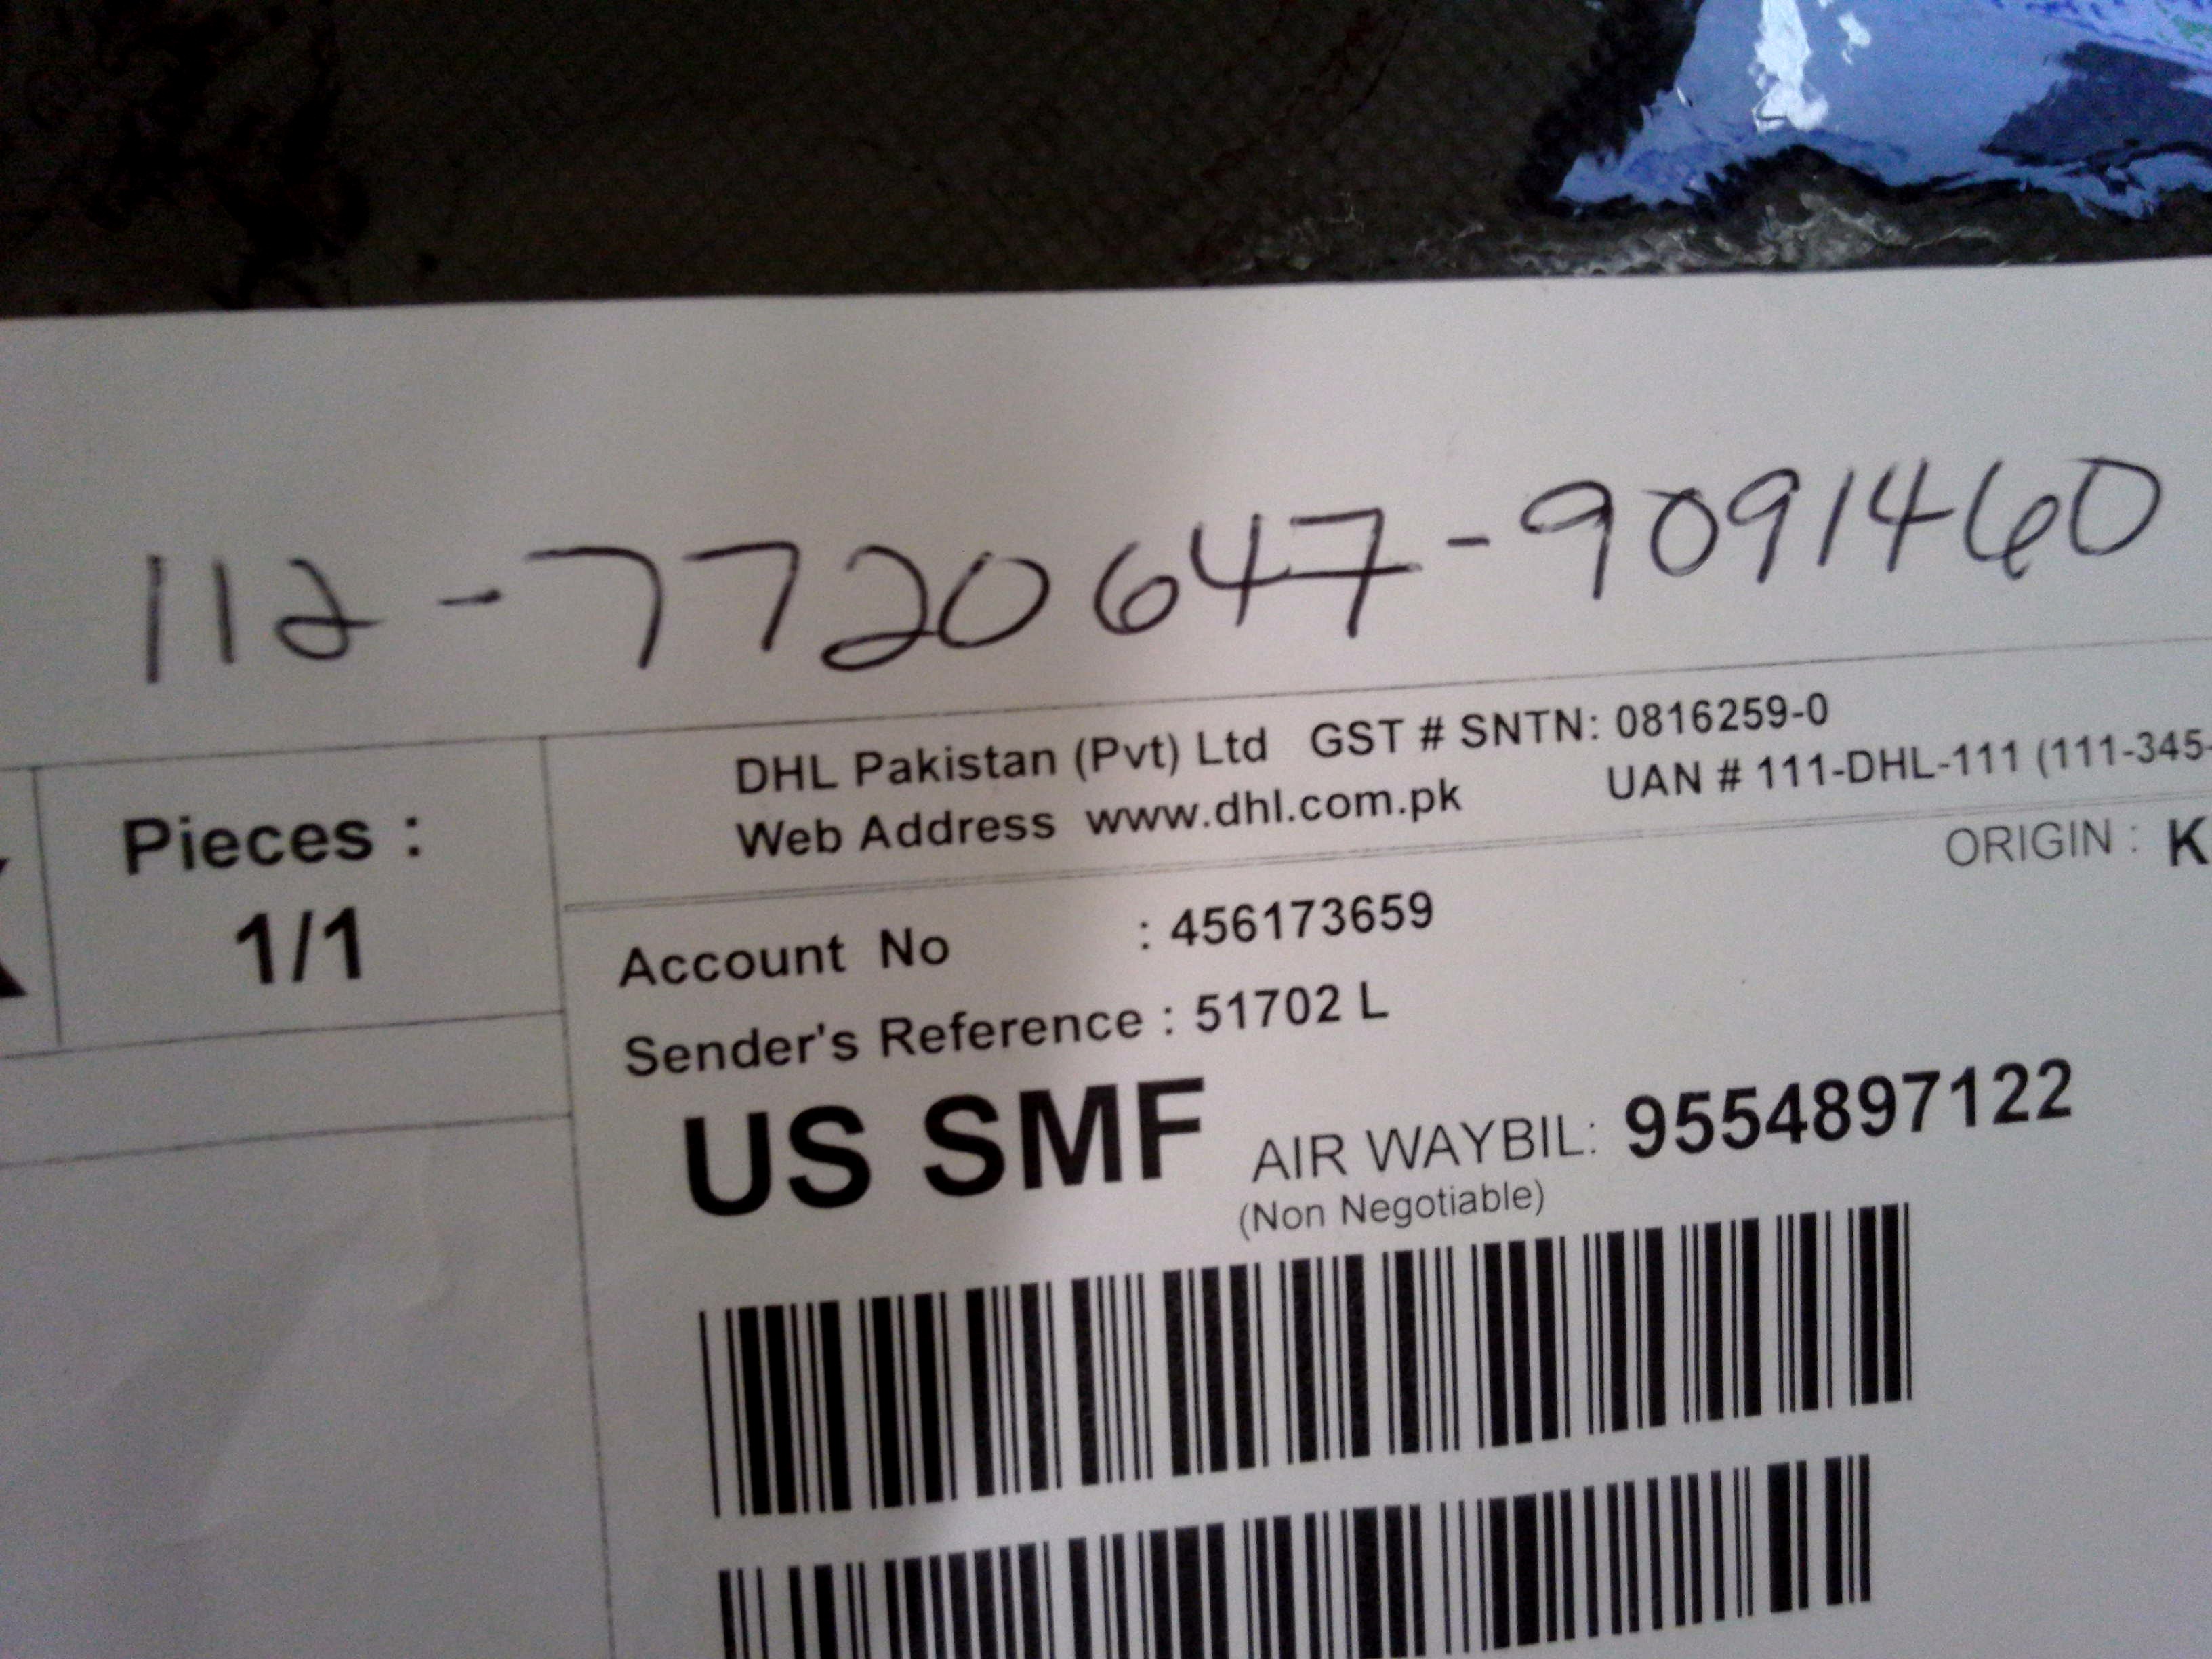 112-7720647-9091460
DHL Pakistan (Pvt) Ltd GST # SNTN: 0816259-0
Web Address www.dhl.com.pk UAN # 111-DHL-111 (111-345-
Pieces :
1/1
ORIGIN : K
Account No : 456173659
Sender's Reference : 51702 L
US SMF AIR WAYBIL: 9554897122
(Non Negotiable)